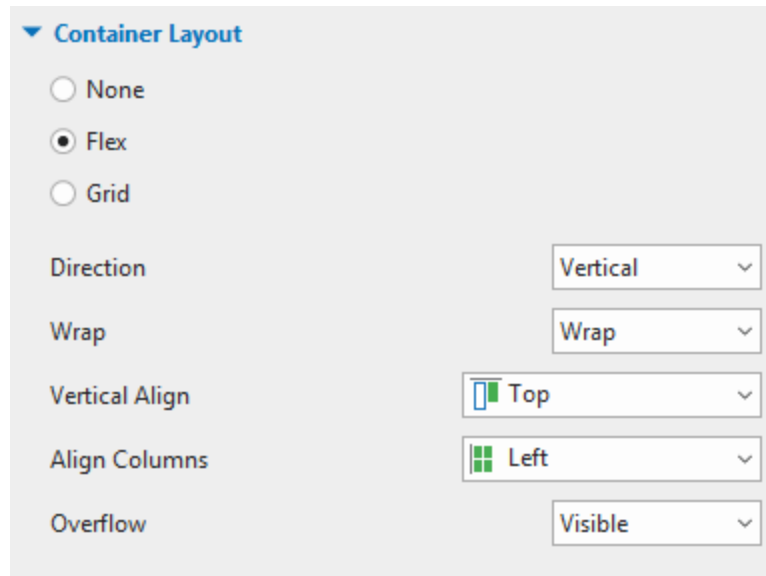 Container Layout
None
Flex
Grid
Direction Vertical
Wrap Wrap
Vertical Align Top
Align Columns Left
Overflow Visible